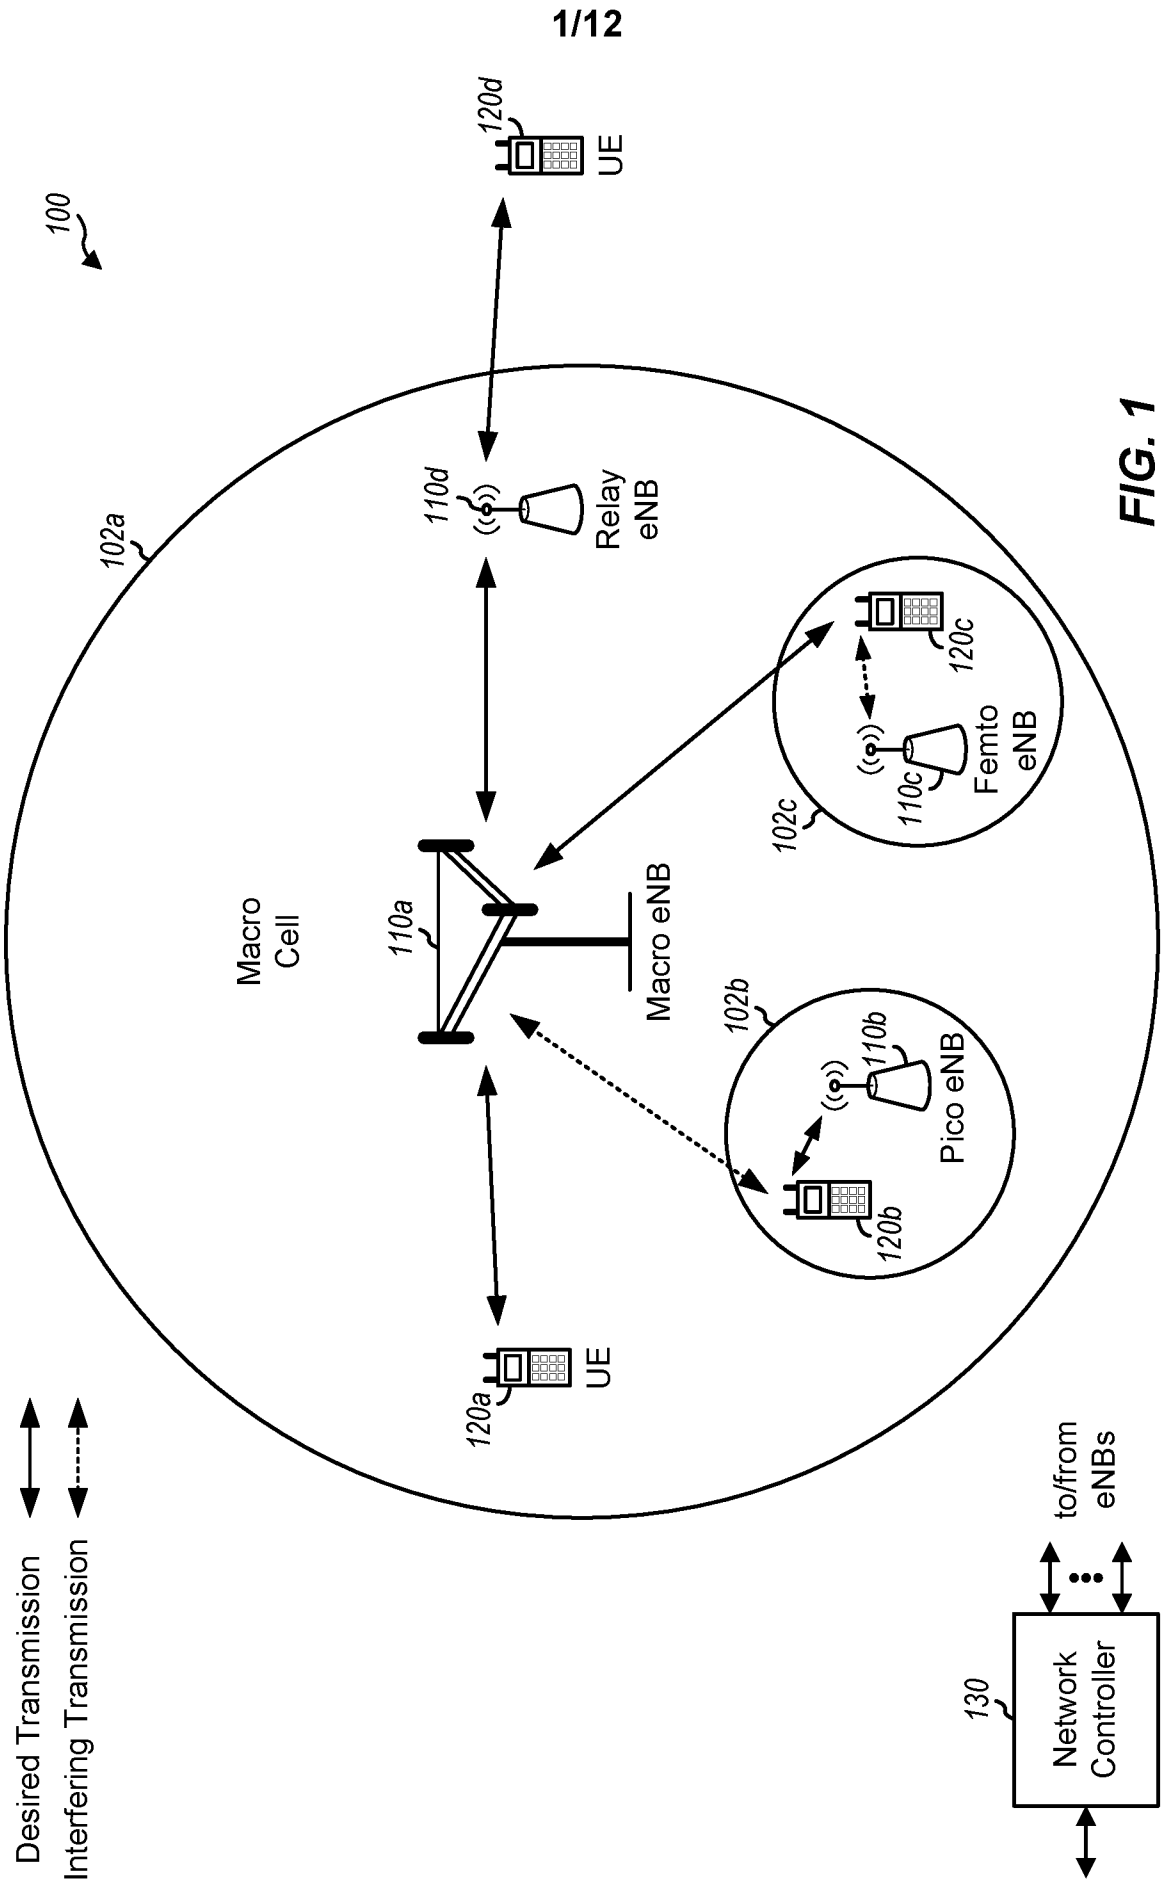 1/12
100
Desired Transmission
Interfering Transmission
102a
Macro
Cell
110a
Macro eNB
120a
UE
110d
Relay
eNB
120d
UE
102b
120b
110b
Pico eNB
102c
110c
Femto
eNB
120c
130
Network
Controller
to/from
eNBs
FIG. 1